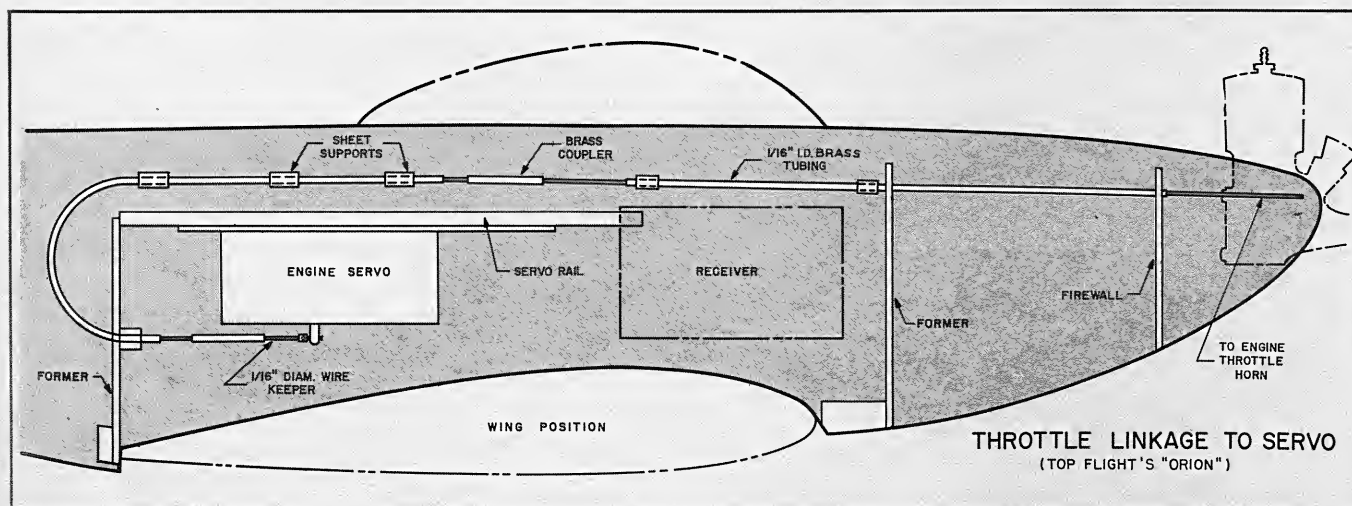 SHEET
SUPPORTS
BRASS
COUPLER
1/16" I.D. BRASS
TUBING
ENGINE SERVO
SERVO RAIL
RECEIVER
FIREWALL
FORMER
TO ENGINE
THROTTLE
HORN
FORMER
1/16" DIAM. WIRE
KEEPER
WING POSITION
THROTTLE LINKAGE TO SERVO
(TOP FLIGHT'S "ORION")